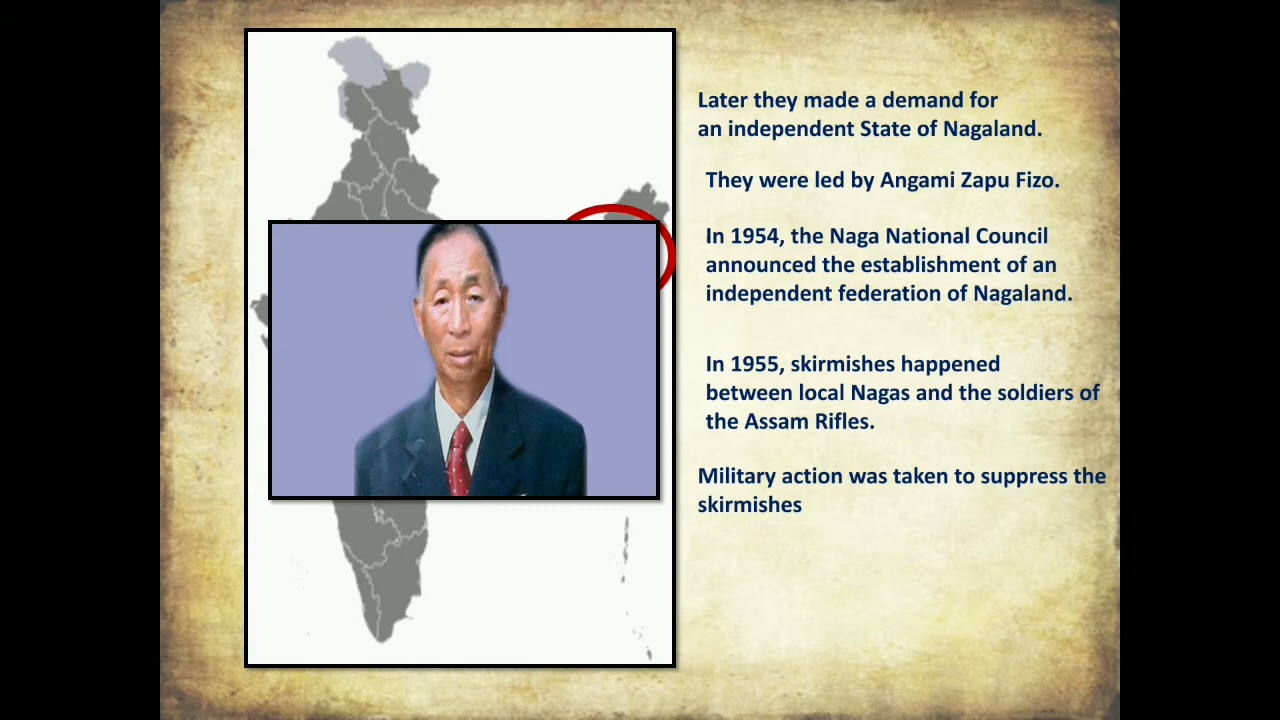 Later they made a demand for
an independent State of Nagaland.
They were led by Angami Zapu Fizo.
In 1954, the Naga National Council
announced the establishment of an
independent federation of Nagaland.
In 1955, skirmishes happened
between local Nagas and the soldiers of
the Assam Rifles.
Military action was taken to suppress the
skirmishes